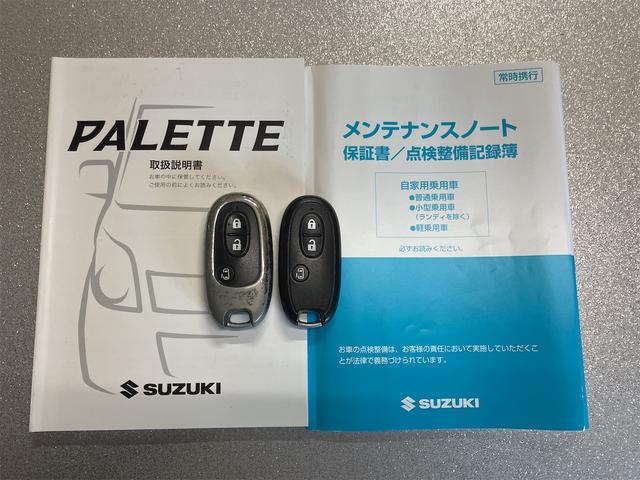 PALETTE
取扱説明書
お車の中に保管してください。
ご使用の前によくお読みください。
SUZUKI
常時携行
メンテナンスノート
保証書／点検整備記録簿
自家用乗用車
●普通乗用車
●小型乗用車
(ランディを除く)
●軽乗用車
必ずお読みください。
お車の点検整備は、お客様の責任において実施していただくこ
とが法律で義務づけられています。
SUZUKI